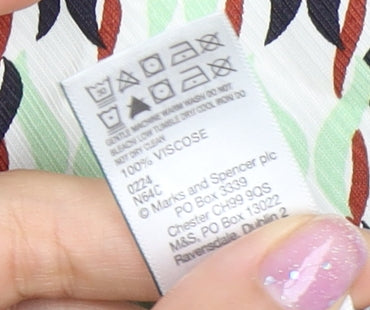 30
GENTLE MACHINE WARM WASH DO NOT
BLEACH/ LOW TUMBLE DRY/ COOL IRON/ DO
NOT DRY CLEAN
100% VISCOSE
0224
N64C
© Marks and Spencer plc
PO Box 3339
Chester CH99 9QS
M&S, PO Box 13022
Ravensdale, Dublin 2